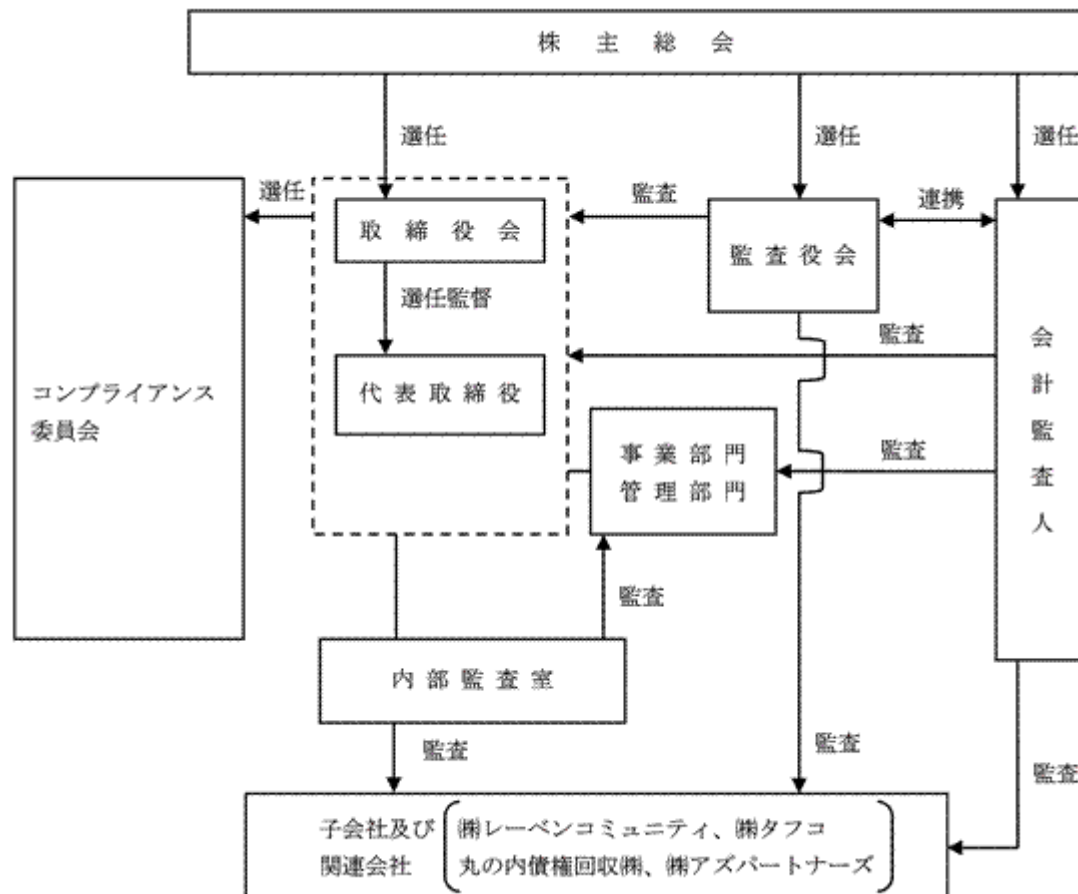 株主総会
選任
選任
選任
選任
監査
連携
取締役会
監査役会
選任監督
監査
代表取締役
コンプライアンス
委員会
会計監査人
事業部門
管理部門
監査
監査
内部監査室
監査
監査
監査
子会社及び
関連会社
㈱レーベンコミュニティ、㈱タフコ
丸の内債権回収㈱、㈱アズパートナーズ